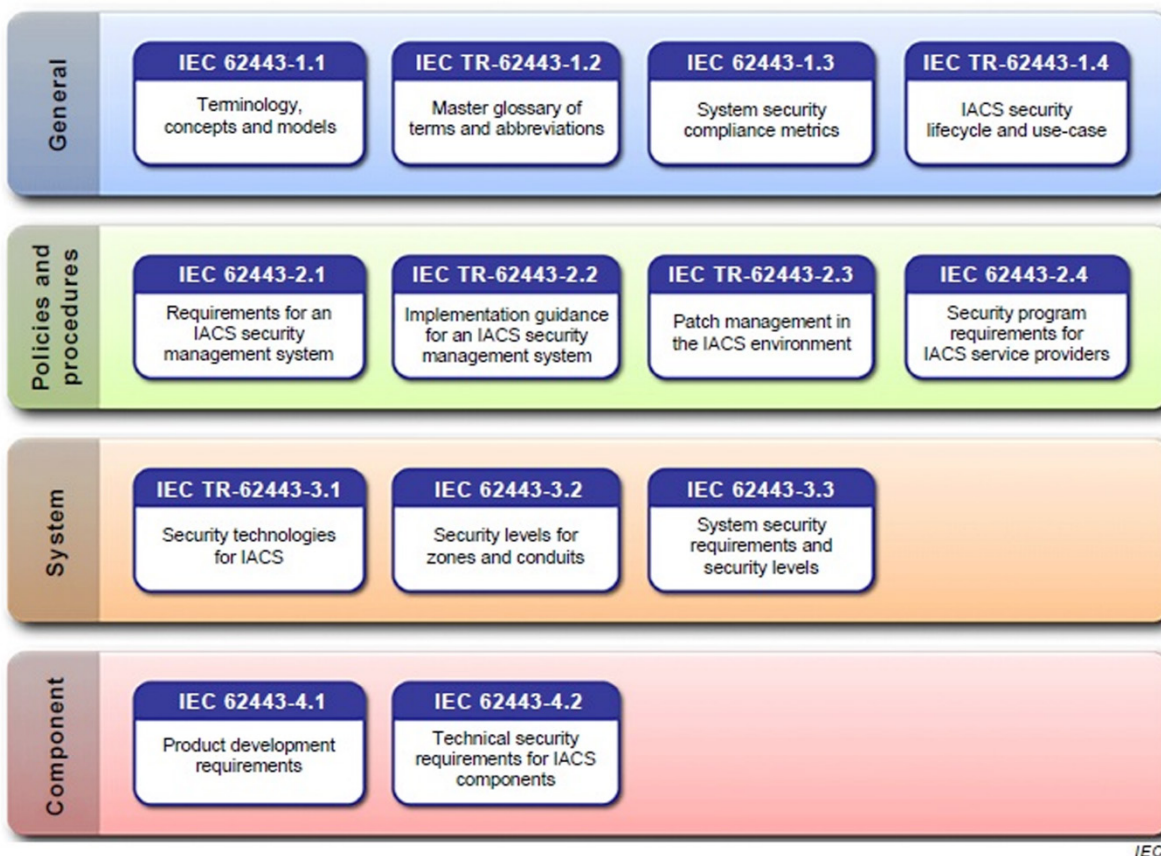 General
IEC 62443-1.1
Terminology,
concepts and models
IEC TR-62443-1.2
Master glossary of
terms and abbreviations
IEC 62443-1.3
System security
compliance metrics
IEC TR-62443-1.4
IACS security
lifecycle and use-case
Policies and
procedures
IEC 62443-2.1
Requirements for an
IACS security
management system
IEC TR-62443-2.2
Implementation guidance
for an IACS security
management system
IEC TR-62443-2.3
Patch management in
the IACS environment
IEC 62443-2.4
Security program
requirements for
IACS service providers
System
IEC TR-62443-3.1
Security technologies
for IACS
IEC 62443-3.2
Security levels for
zones and conduits
IEC 62443-3.3
System security
requirements and
security levels
Component
IEC 62443-4.1
Product development
requirements
IEC 62443-4.2
Technical security
requirements for IACS
components
IEC